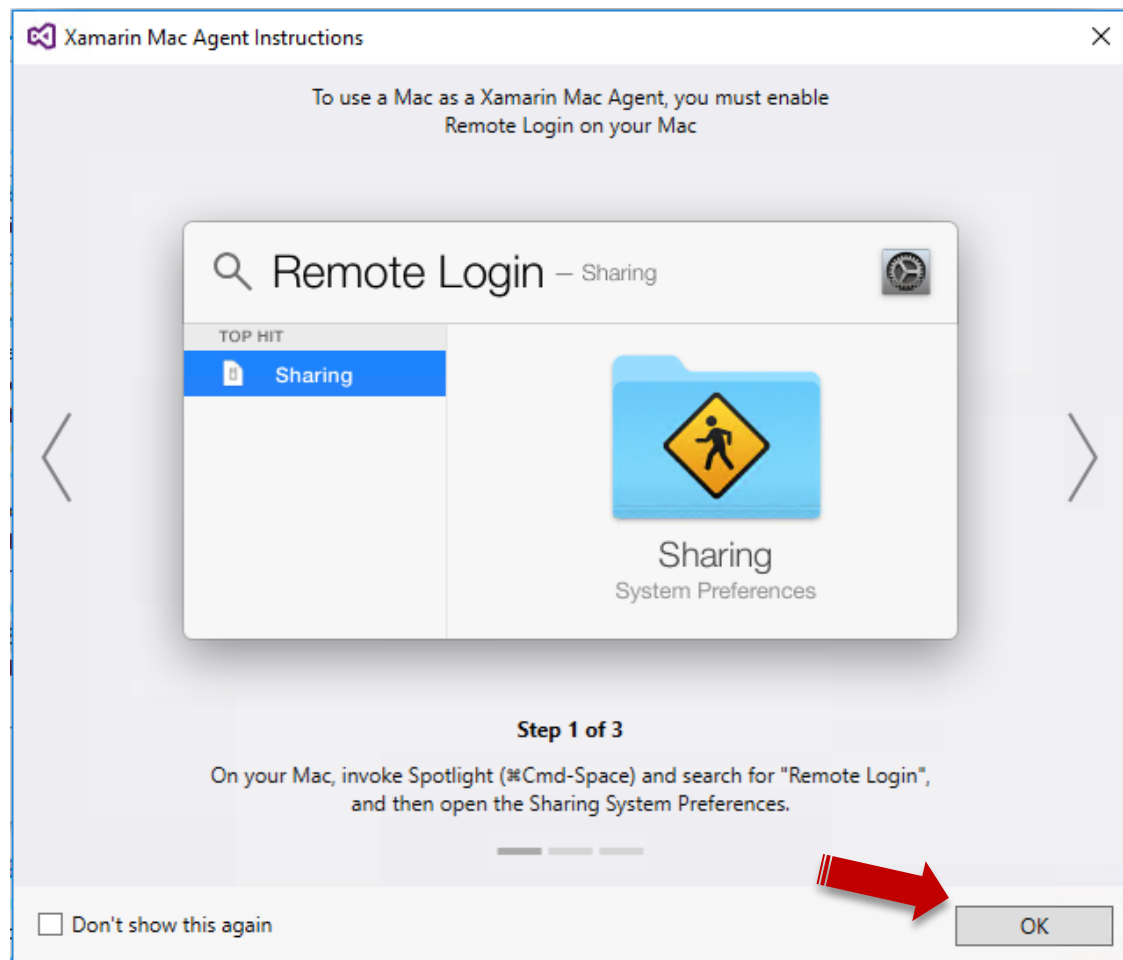 Xamarin Mac Agent Instructions
To use a Mac as a Xamarin Mac Agent, you must enable
Remote Login on your Mac
Remote Login – Sharing
TOP HIT
Sharing
Sharing
System Preferences
Step 1 of 3
On your Mac, invoke Spotlight (⌘Cmd-Space) and search for "Remote Login",
and then open the Sharing System Preferences.
Don't show this again
OK